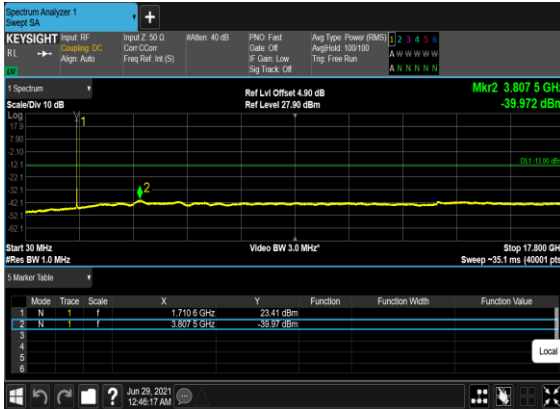 Spectrum Analyzer 1
Swept SA
+
KEYSIGHT Input: RF Input Z: 50 Ω #Atten: 40 dB PNO: Fast Avg Type: Power (RMS) 1 2 3 4 5 6
RL Coupling: DC Corr CCorr Gate: Off Avg|Hold: 100/100 A W W W W W
Align: Auto Freq Ref: Int (S) IF Gain: Low Trig: Free Run
Sig Track: Off A N N N N N
1 Spectrum Ref Lvl Offset 4.90 dB Mkr2 3.807 5 GHz
Scale/Div 10 dB Ref Level 27.90 dBm -39.972 dBm
Log
17.9 1
7.90
-2.10
-12.1 DL1 -13.00 dBm
-22.1
-32.1 2
-42.1
-52.1
-62.1
Start 30 MHz Video BW 3.0 MHz* Stop 17.800 GH
#Res BW 1.0 MHz Sweep ~35.1 ms (40001 pts
5 Marker Table
Mode Trace Scale X Y Function Function Width Function Value
1 N 1 f 1.710 6 GHz 23.41 dBm
2 N 1 f 3.807 5 GHz -39.97 dBm
3
4
5
6
Local
? Jun 29, 2021
12:46:17 AM